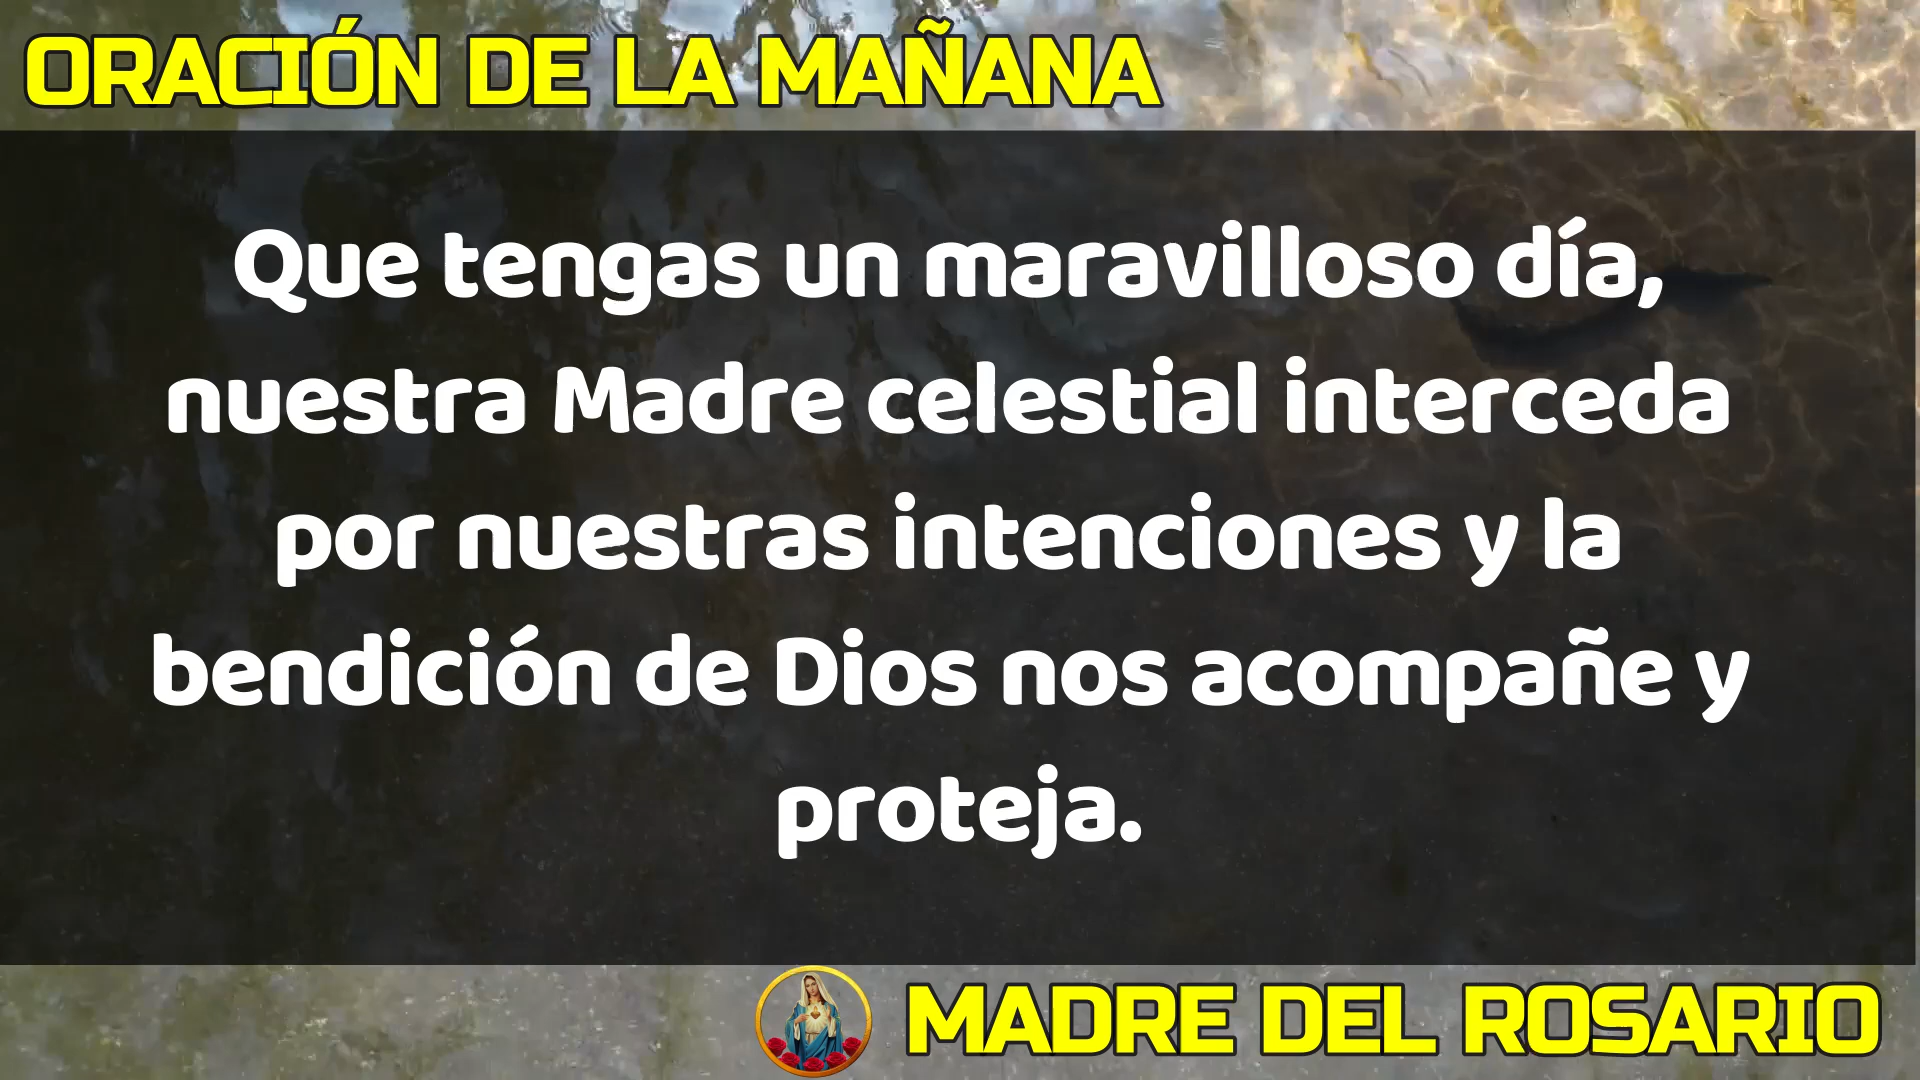 ORACIÓN DE LA MAÑANA
Que tengas un maravilloso día,
nuestra Madre celestial interceda
por nuestras intenciones y la
bendición de Dios nos acompañe y
proteja.
MADRE DEL ROSARIO